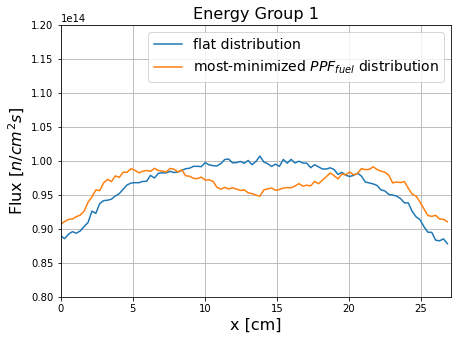 Energy Group 1
1e14
flat distribution
most-minimized PPF_fuel distribution
Flux [n/cm²s]
1.20
1.15
1.10
1.05
1.00
0.95
0.90
0.85
0.80
0 5 10 15 20 25
x [cm]